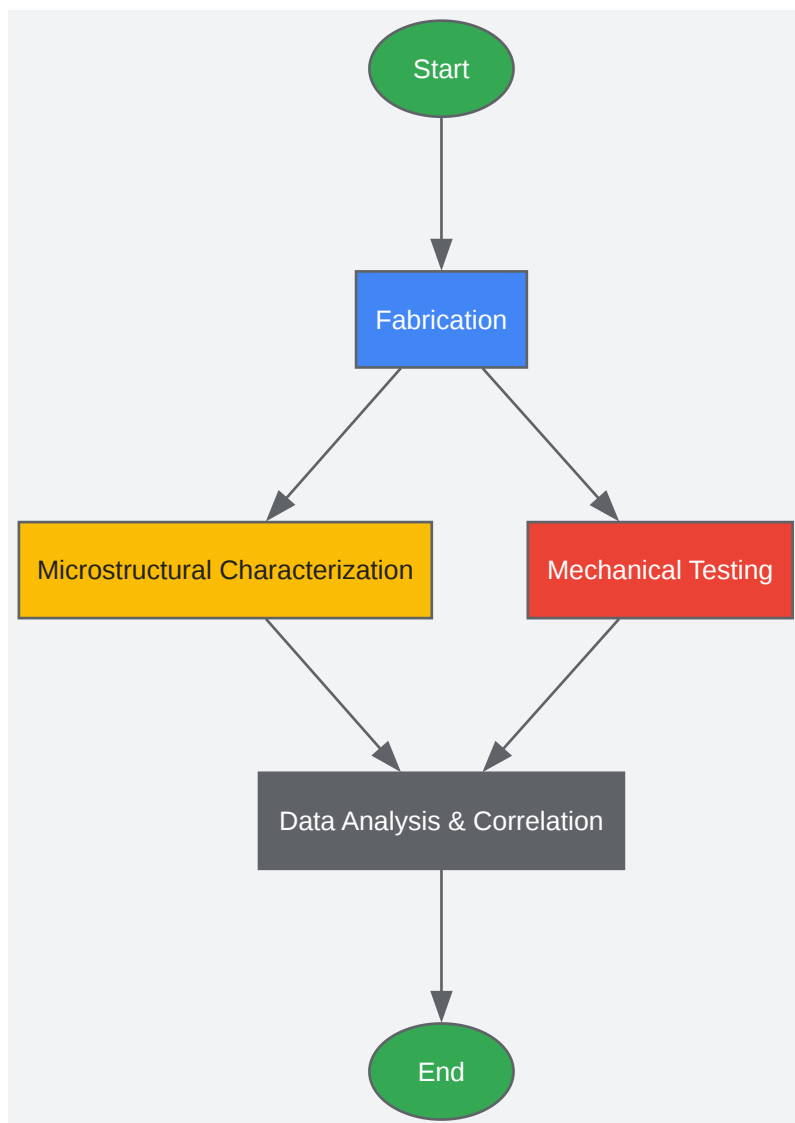 Start
Fabrication
Microstructural Characterization
Mechanical Testing
Data Analysis & Correlation
End